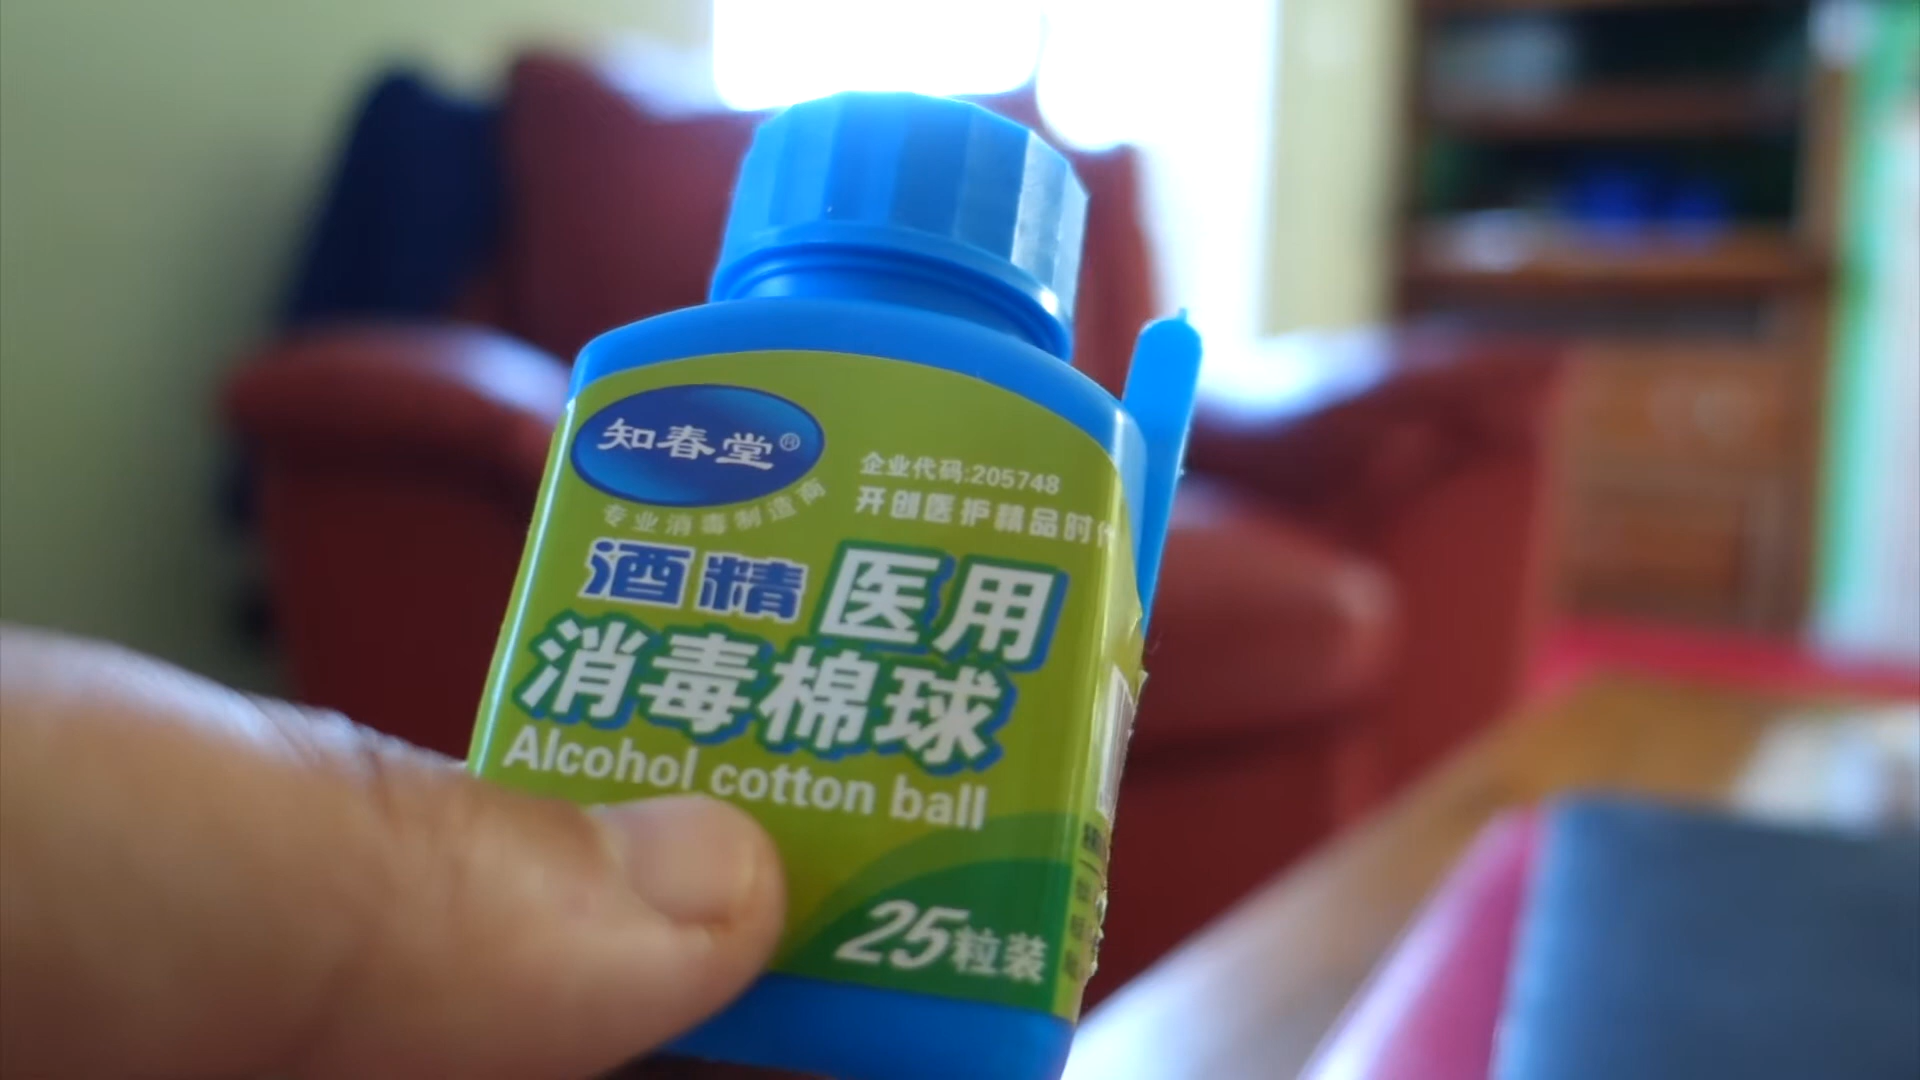 知春堂®
专业消毒制造商
企业代码:205748
开创医护精品时
酒精 医用
消毒棉球
Alcohol cotton ball
25粒装